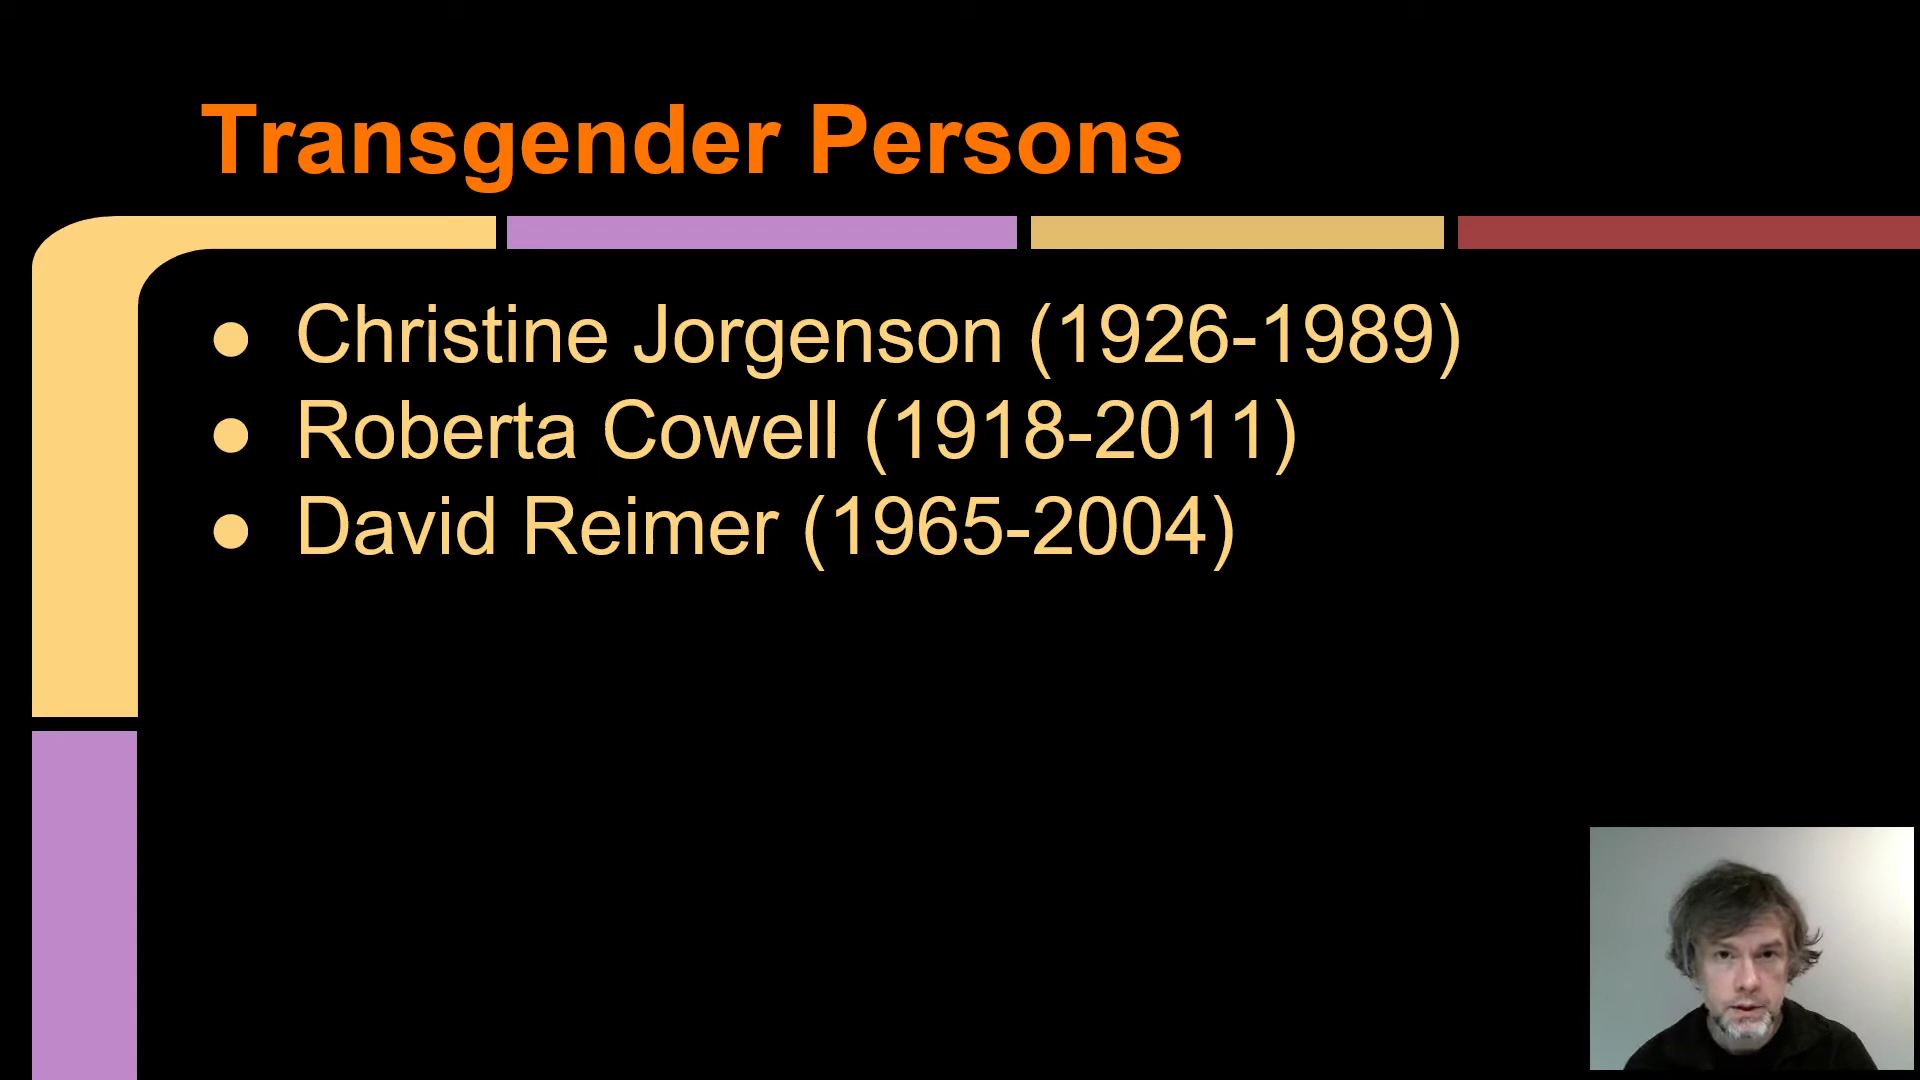 Transgender Persons
● Christine Jorgenson (1926-1989)
● Roberta Cowell (1918-2011)
● David Reimer (1965-2004)